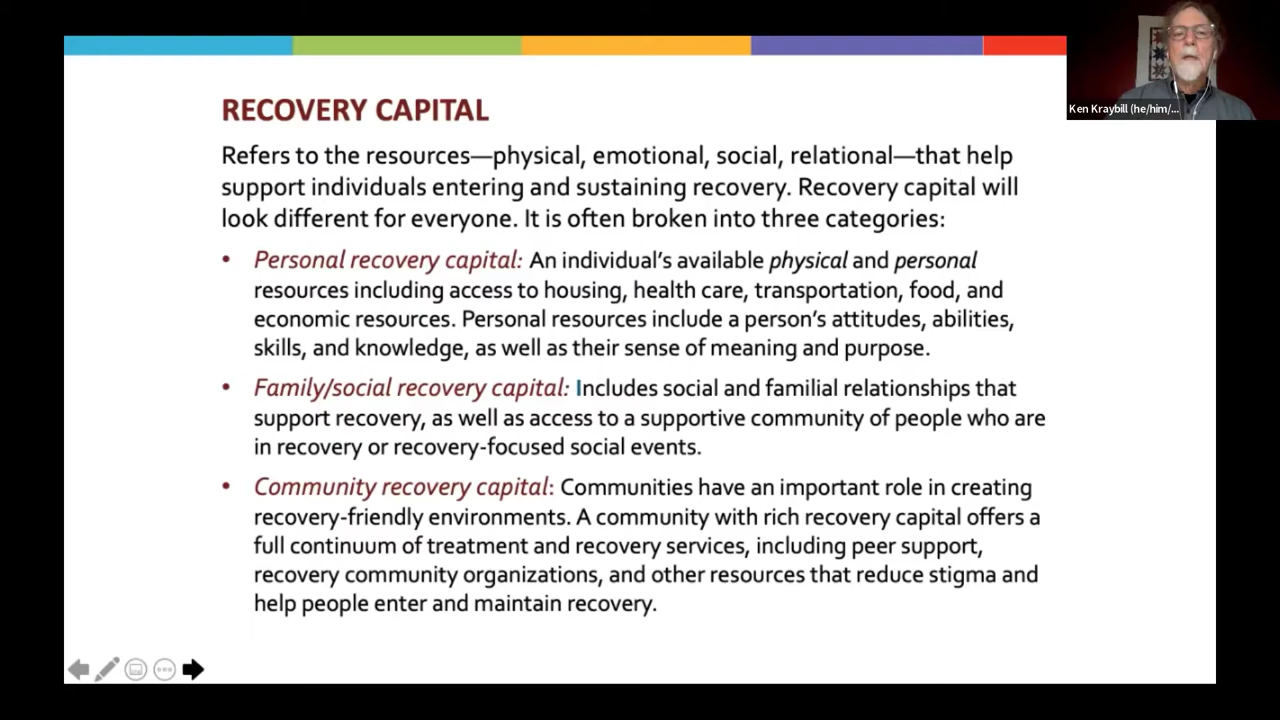 RECOVERY CAPITAL
Refers to the resources—physical, emotional, social, relational—that help
support individuals entering and sustaining recovery. Recovery capital will
look different for everyone. It is often broken into three categories:
• Personal recovery capital: An individual's available physical and personal
resources including access to housing, health care, transportation, food, and
economic resources. Personal resources include a person's attitudes, abilities,
skills, and knowledge, as well as their sense of meaning and purpose.
• Family/social recovery capital: Includes social and familial relationships that
support recovery, as well as access to a supportive community of people who are
in recovery or recovery-focused social events.
• Community recovery capital: Communities have an important role in creating
recovery-friendly environments. A community with rich recovery capital offers a
full continuum of treatment and recovery services, including peer support,
recovery community organizations, and other resources that reduce stigma and
help people enter and maintain recovery.
Ken Kraybill (he/him/...